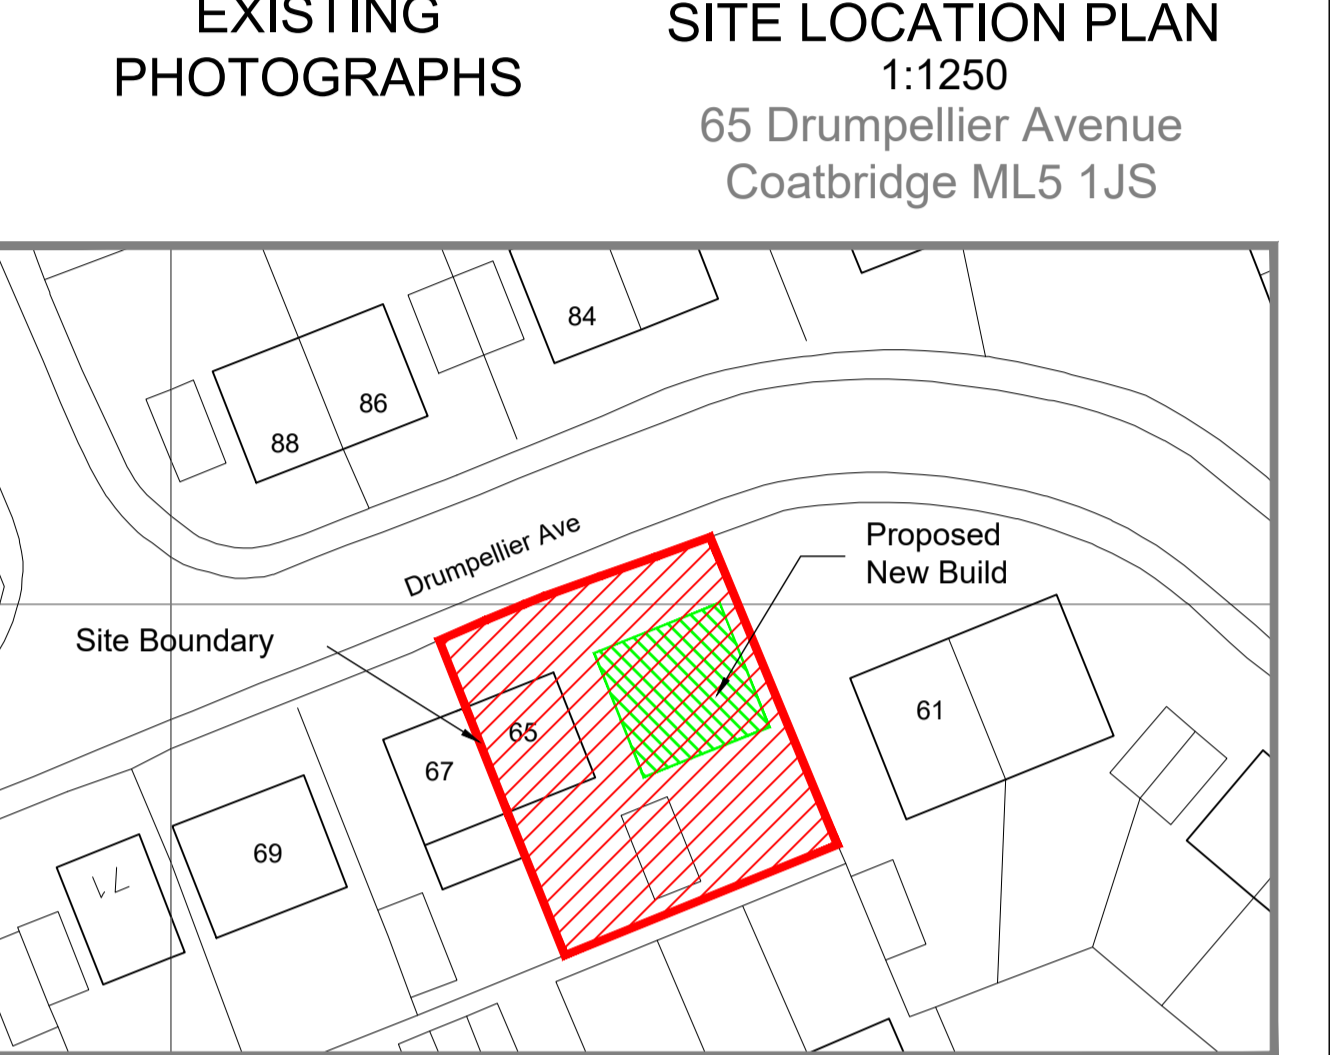 EXISTING
PHOTOGRAPHS
SITE LOCATION PLAN
1:1250
65 Drumpellier Avenue
Coatbridge ML5 1JS
84
86
88
Drumpellier Ave
Proposed
New Build
Site Boundary
65
61
67
69
71